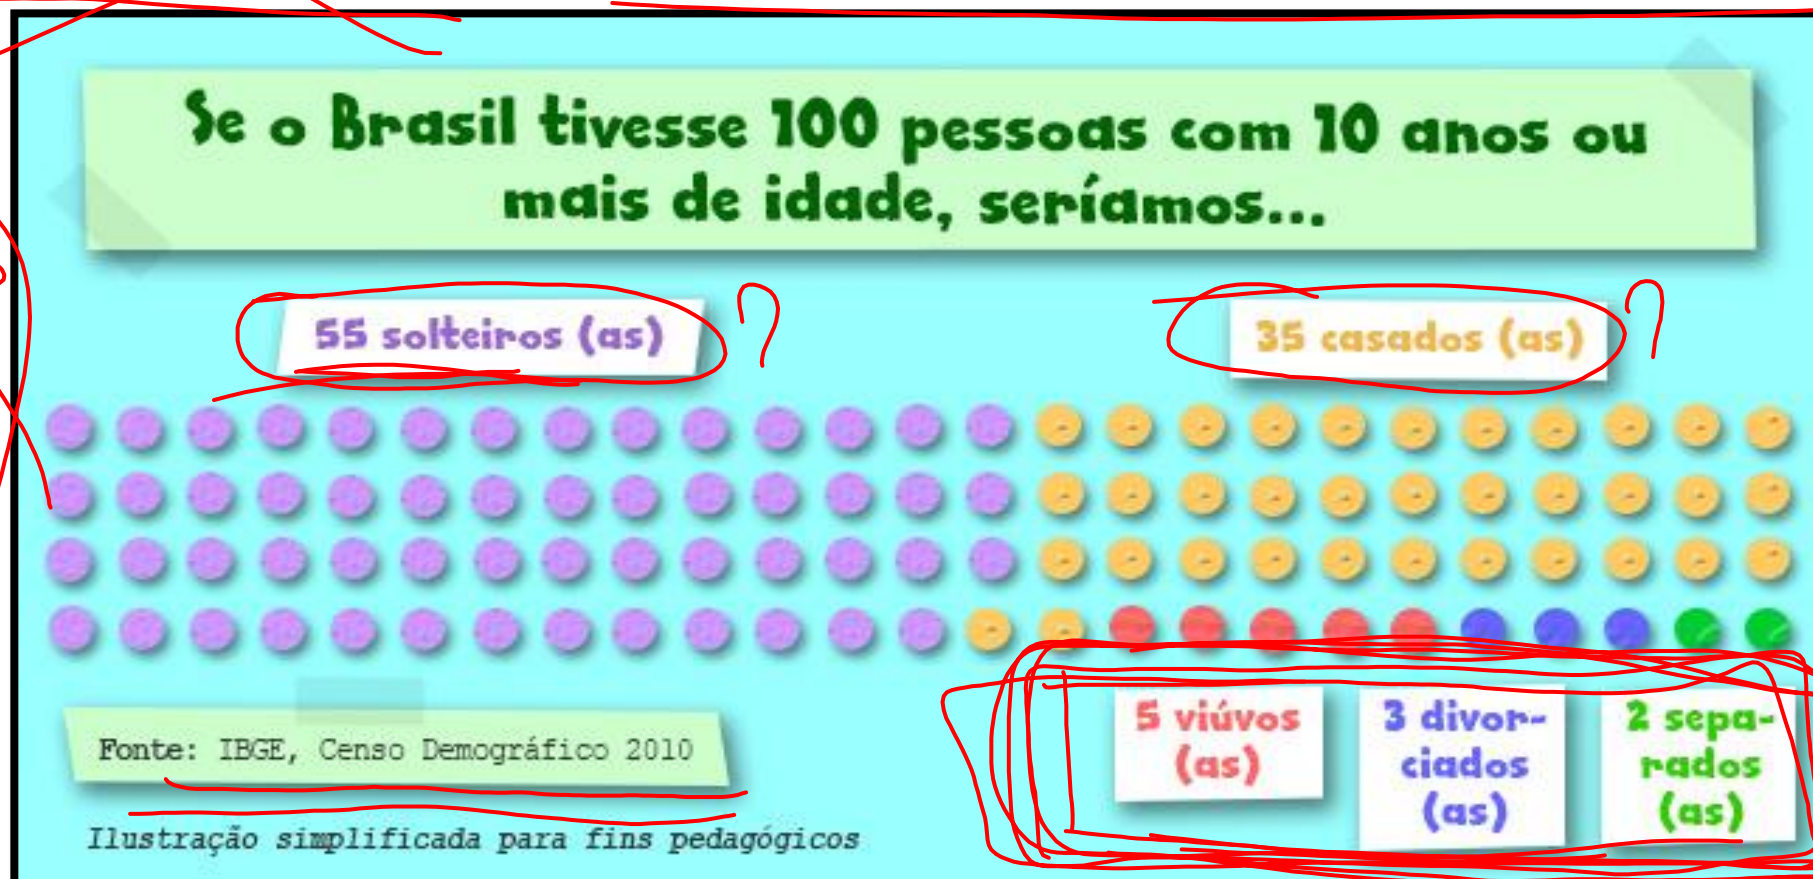 Se o Brasil tivesse 100 pessoas com 10 anos ou
mais de idade, seríamos...
55 solteiros (as)
35 casados (as)
5 viúvos
(as)
3 divor-
ciados
(as)
2 sepa-
rados
(as)
Fonte: IBGE, Censo Demográfico 2010
Ilustração simplificada para fins pedagógicos